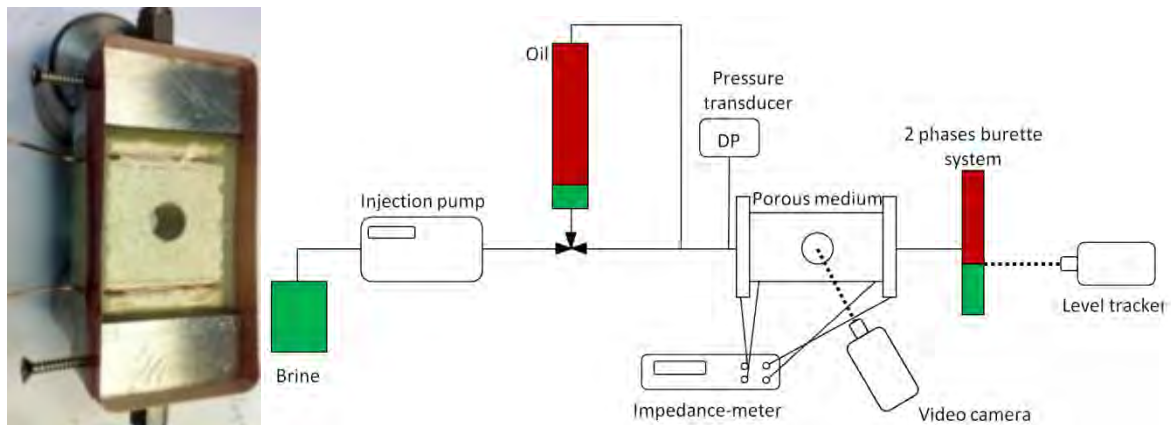 Oil
Pressure
transducer
DP
2 phases burette
system
Injection pump
Porous medium
Level tracker
Brine
Impedance-meter
Video camera